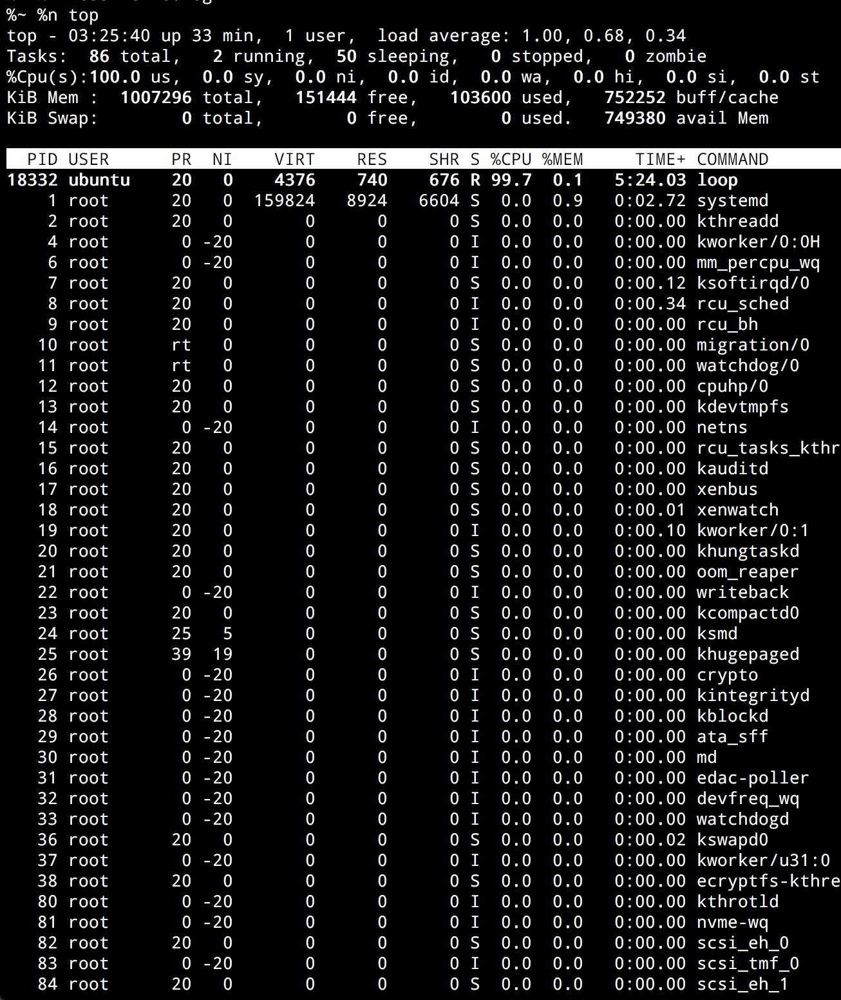 %~ %n top
top - 03:25:40 up 33 min,  1 user,  load average: 1.00, 0.68, 0.34
Tasks:  86 total,   2 running,  50 sleeping,   0 stopped,   0 zombie
%Cpu(s):100.0 us,  0.0 sy,  0.0 ni,  0.0 id,  0.0 wa,  0.0 hi,  0.0 si,  0.0 st
KiB Mem :  1007296 total,   151444 free,   103600 used,   752252 buff/cache
KiB Swap:        0 total,        0 free,        0 used.   749380 avail Mem
  PID USER      PR  NI    VIRT    RES    SHR S %CPU %MEM     TIME+ COMMAND
18332 ubuntu    20   0    4376    740    676 R 99.7  0.1   5:24.03 loop
    1 root      20   0  159824   8924   6604 S  0.0  0.9   0:02.72 systemd
    2 root      20   0       0      0      0 S  0.0  0.0   0:00.00 kthreadd
    4 root       0 -20       0      0      0 I  0.0  0.0   0:00.00 kworker/0:0H
    6 root       0 -20       0      0      0 I  0.0  0.0   0:00.00 mm_percpu_wq
    7 root      20   0       0      0      0 S  0.0  0.0   0:00.12 ksoftirqd/0
    8 root      20   0       0      0      0 I  0.0  0.0   0:00.34 rcu_sched
    9 root      20   0       0      0      0 I  0.0  0.0   0:00.00 rcu_bh
   10 root      rt   0       0      0      0 S  0.0  0.0   0:00.00 migration/0
   11 root      rt   0       0      0      0 S  0.0  0.0   0:00.00 watchdog/0
   12 root      20   0       0      0      0 S  0.0  0.0   0:00.00 cpuhp/0
   13 root      20   0       0      0      0 S  0.0  0.0   0:00.00 kdevtmpfs
   14 root       0 -20       0      0      0 I  0.0  0.0   0:00.00 netns
   15 root      20   0       0      0      0 S  0.0  0.0   0:00.00 rcu_tasks_kthr
   16 root      20   0       0      0      0 S  0.0  0.0   0:00.00 kauditd
   17 root      20   0       0      0      0 S  0.0  0.0   0:00.00 xenbus
   18 root      20   0       0      0      0 S  0.0  0.0   0:00.01 xenwatch
   19 root      20   0       0      0      0 I  0.0  0.0   0:00.10 kworker/0:1
   20 root      20   0       0      0      0 S  0.0  0.0   0:00.00 khungtaskd
   21 root      20   0       0      0      0 S  0.0  0.0   0:00.00 oom_reaper
   22 root       0 -20       0      0      0 I  0.0  0.0   0:00.00 writeback
   23 root      20   0       0      0      0 S  0.0  0.0   0:00.00 kcompactd0
   24 root      25   5       0      0      0 S  0.0  0.0   0:00.00 ksmd
   25 root      39  19       0      0      0 S  0.0  0.0   0:00.00 khugepaged
   26 root       0 -20       0      0      0 I  0.0  0.0   0:00.00 crypto
   27 root       0 -20       0      0      0 I  0.0  0.0   0:00.00 kintegrityd
   28 root       0 -20       0      0      0 I  0.0  0.0   0:00.00 kblockd
   29 root       0 -20       0      0      0 I  0.0  0.0   0:00.00 ata_sff
   30 root       0 -20       0      0      0 I  0.0  0.0   0:00.00 md
   31 root       0 -20       0      0      0 I  0.0  0.0   0:00.00 edac-poller
   32 root       0 -20       0      0      0 I  0.0  0.0   0:00.00 devfreq_wq
   33 root       0 -20       0      0      0 I  0.0  0.0   0:00.00 watchdogd
   36 root      20   0       0      0      0 S  0.0  0.0   0:00.02 kswapd0
   37 root       0 -20       0      0      0 I  0.0  0.0   0:00.00 kworker/u31:0
   38 root      20   0       0      0      0 S  0.0  0.0   0:00.00 ecryptfs-kthre
   80 root       0 -20       0      0      0 I  0.0  0.0   0:00.00 kthrotld
   81 root       0 -20       0      0      0 I  0.0  0.0   0:00.00 nvme-wq
   82 root      20   0       0      0      0 S  0.0  0.0   0:00.00 scsi_eh_0
   83 root       0 -20       0      0      0 I  0.0  0.0   0:00.00 scsi_tmf_0
   84 root      20   0       0      0      0 S  0.0  0.0   0:00.00 scsi_eh_1